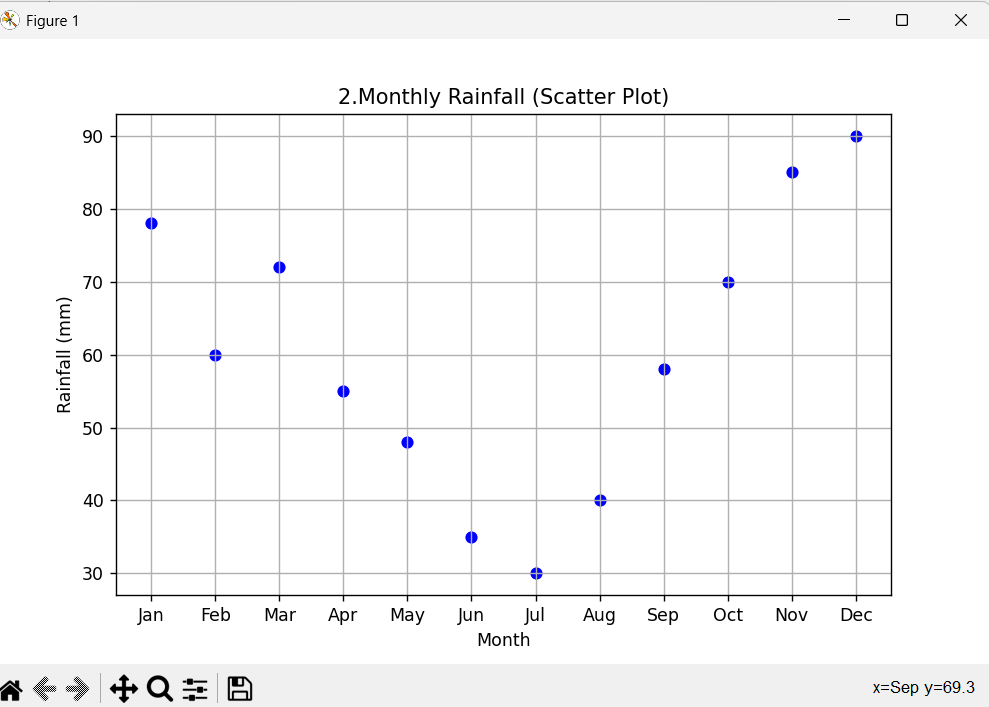 Figure 1
2.Monthly Rainfall (Scatter Plot)
Rainfall (mm)
90
80
70
60
50
40
30
Jan Feb Mar Apr May Jun Jul Aug Sep Oct Nov Dec
Month
x=Sep y=69.3